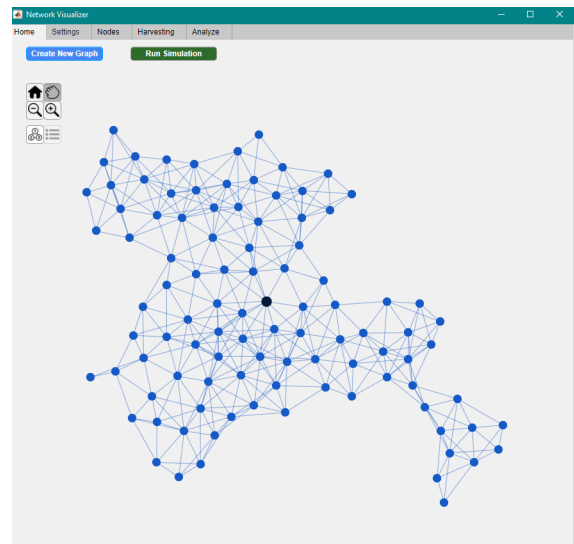 Network Visualizer
Home Settings Nodes Harvesting Analyze
Create New Graph Run Simulation